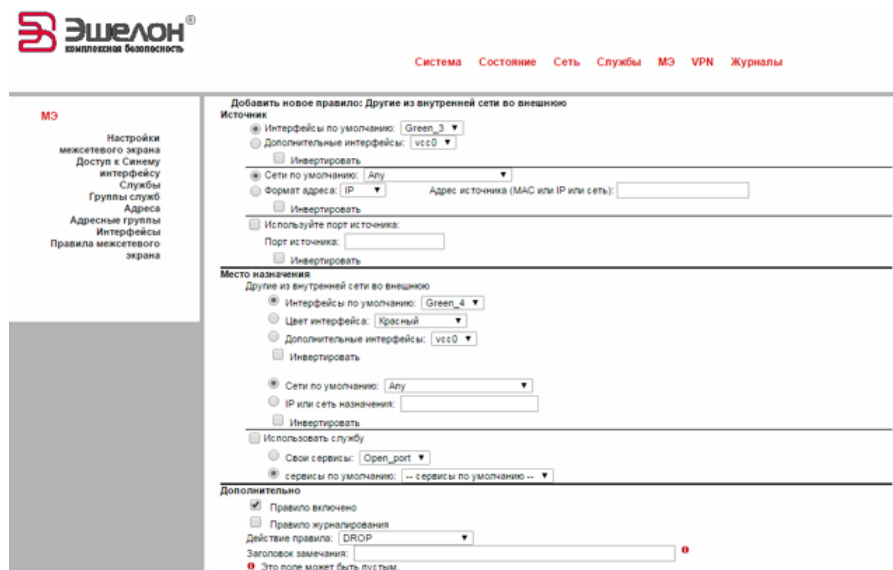 Эшелон®
комплексная безопасность
Система Состояние Сеть Службы МЭ VPN Журналы
МЭ
Настройки
межсетевого экрана
Доступ к Синему
интерфейсу
Службы
Группы служб
Адреса
Адресные группы
Интерфейсы
Правила межсетевого
экрана
Добавить новое правило: Другие из внутренней сети во внешнюю
Источник
Интерфейсы по умолчанию: Green_3
Дополнительные интерфейсы: vcc0
Инвертировать
Сети по умолчанию: Any
Формат адреса: IP Адрес источника (MAC или IP или сеть):
Инвертировать
Используйте порт источника:
Порт источника:
Инвертировать
Место назначения
Другие из внутренней сети во внешнюю
Интерфейсы по умолчанию: Green_4
Цвет интерфейса: Красный
Дополнительные интерфейсы: vcc0
Инвертировать
Сети по умолчанию: Any
IP или сеть назначения:
Инвертировать
Использовать службу
Свои сервисы: Open_port
сервисы по умолчанию: -- сервисы по умолчанию --
Дополнительно
Правило включено
Правило журналирования
Действие правила: DROP
Заголовок замечания:
Это поле может быть пустым.